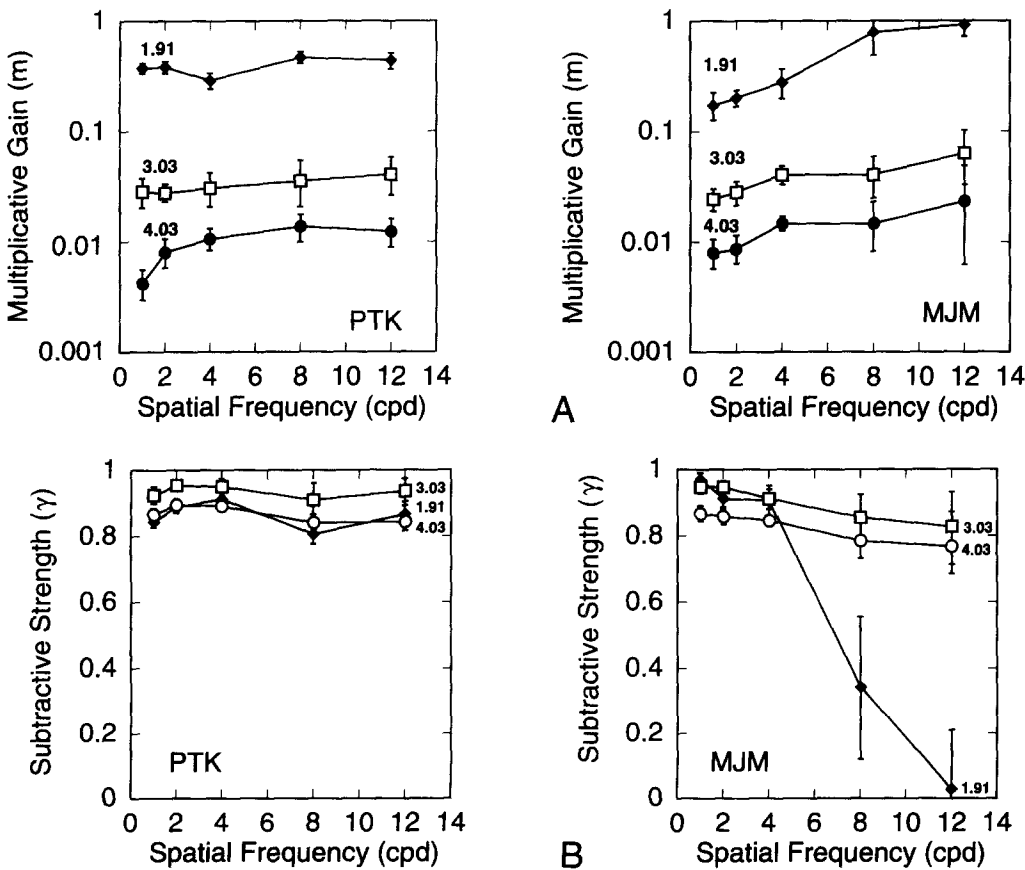 Multiplicative Gain (m)
1
0.1
0.01
0.001
1.91
3.03
4.03
PTK
0 2 4 6 8 10 12 14
Spatial Frequency (cpd)
Multiplicative Gain (m)
1
0.1
0.01
0.001
1.91
3.03
4.03
MJM
0 2 4 6 8 10 12 14
Spatial Frequency (cpd)
A
Subtractive Strength (γ)
1
0.8
0.6
0.4
0.2
0
3.03
1.91
4.03
PTK
0 2 4 6 8 10 12 14
Spatial Frequency (cpd)
Subtractive Strength (γ)
1
0.8
0.6
0.4
0.2
0
3.03
4.03
1.91
MJM
0 2 4 6 8 10 12 14
Spatial Frequency (cpd)
B